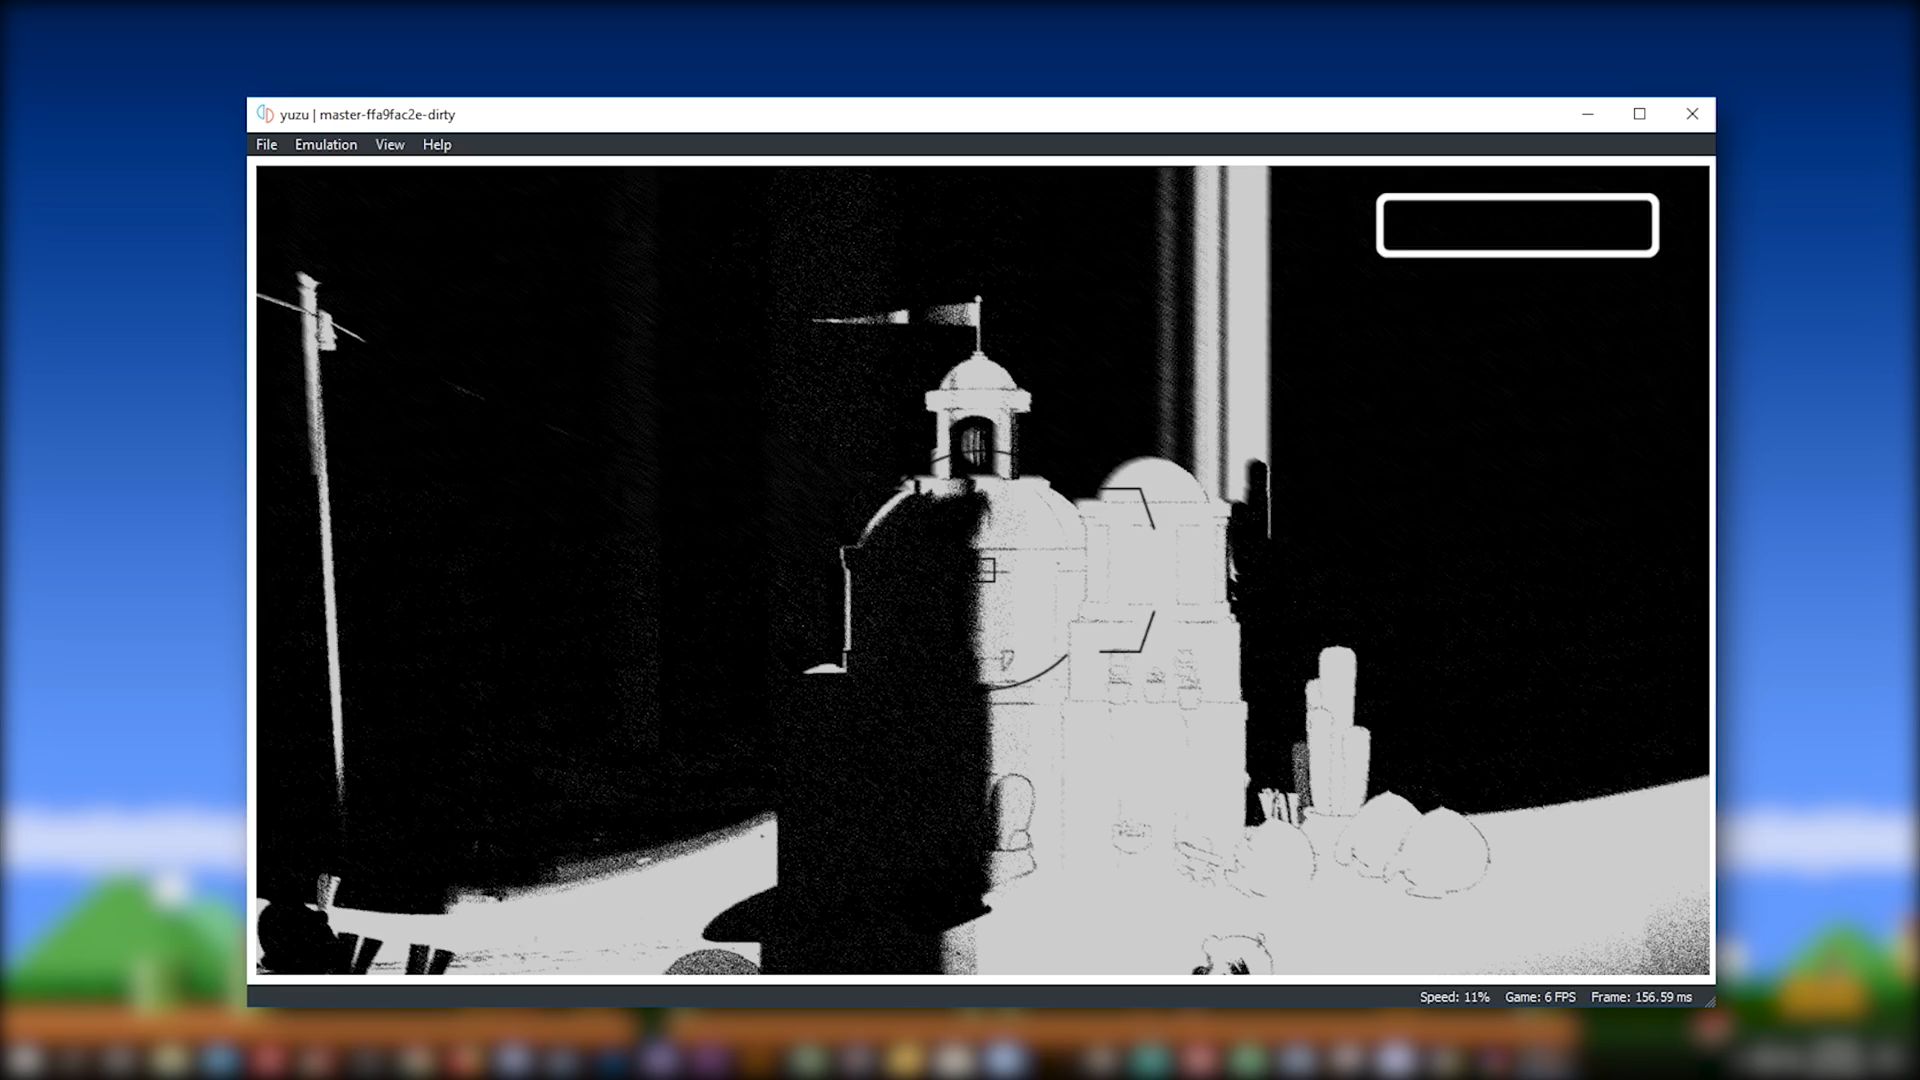 yuzu | master-ffa9fac2e-dirty
File Emulation View Help
Speed: 11% Game: 6 FPS Frame: 156.59 ms